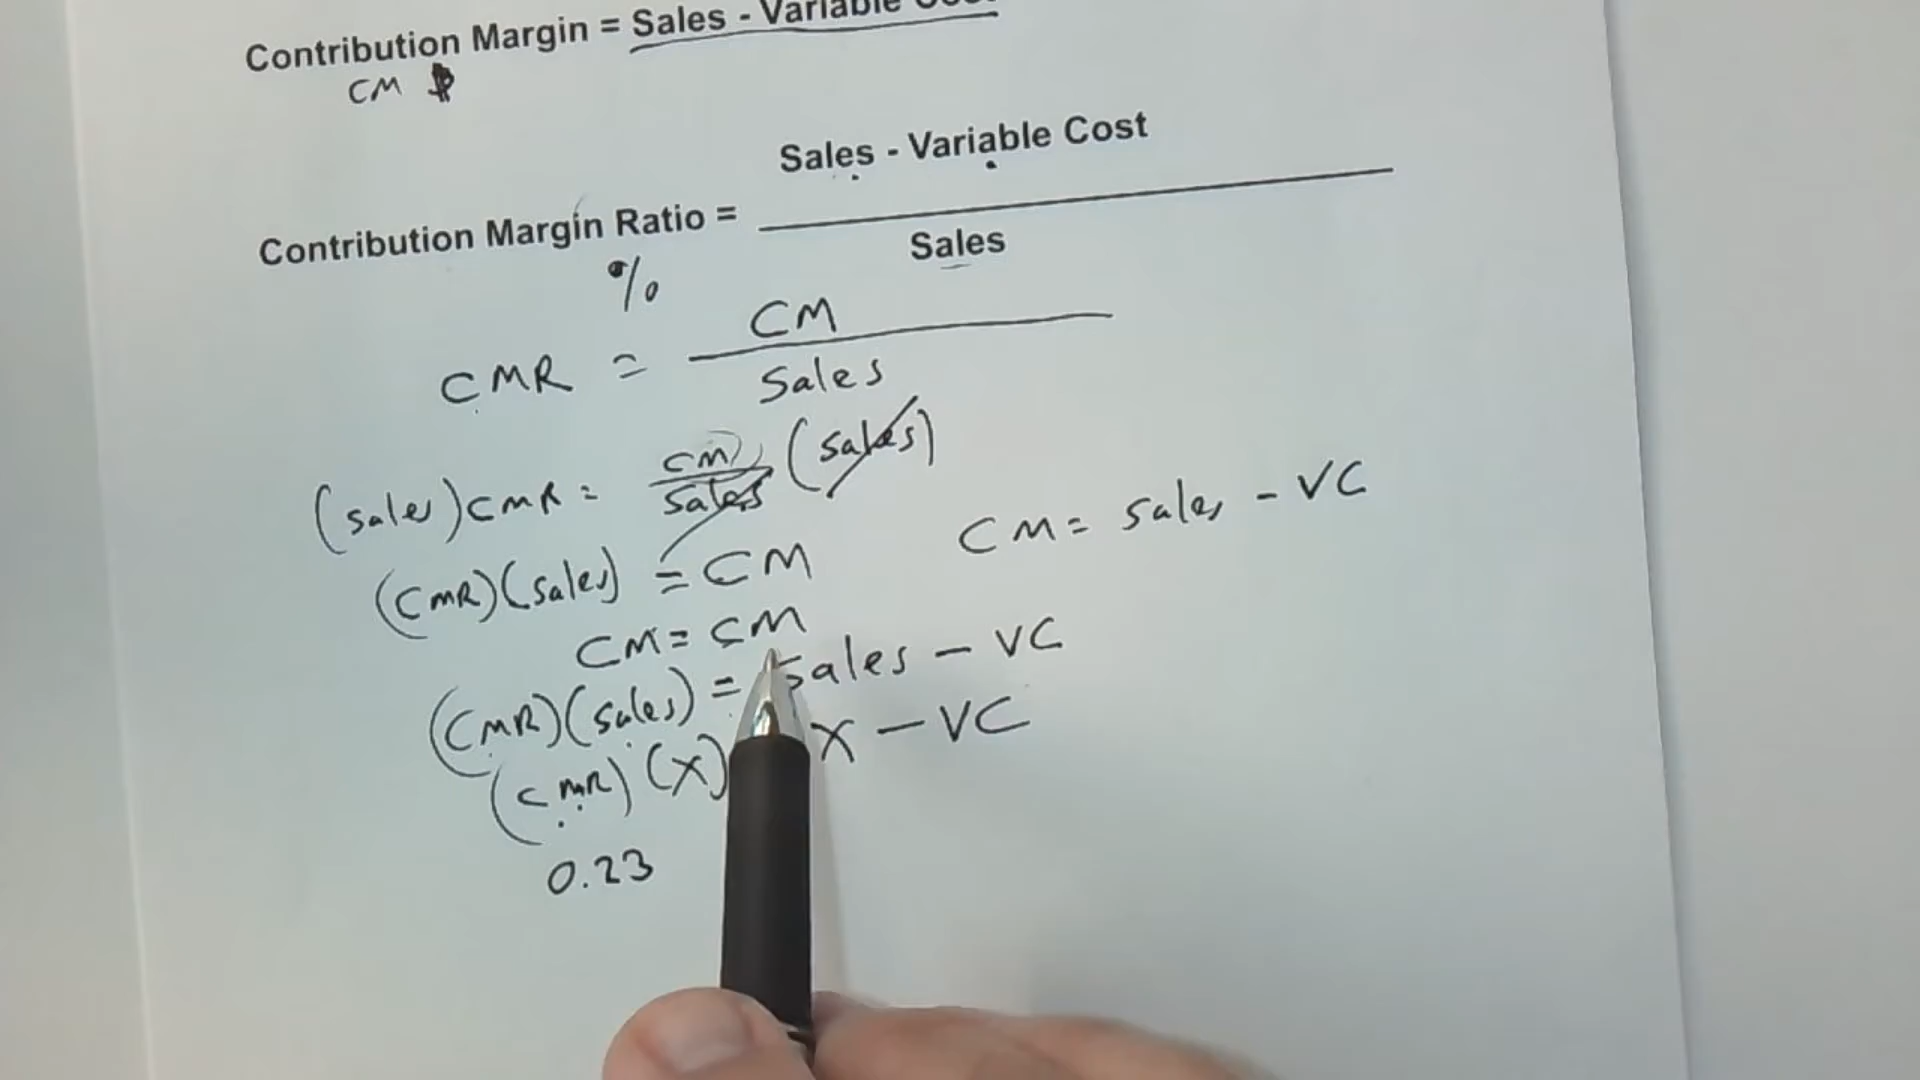 Contribution Margin = Sales - Variable Cost
CM $
Sales - Variable Cost
Contribution Margin Ratio =
Sales
%
CMR = CM
Sales
(sales)CMR = CM (sales)
sales
CM = sales - VC
(CMR)(sales) = CM
CM = CM
(CMR)(sales) = sales - VC
(CMR)(X) X - VC
0.23